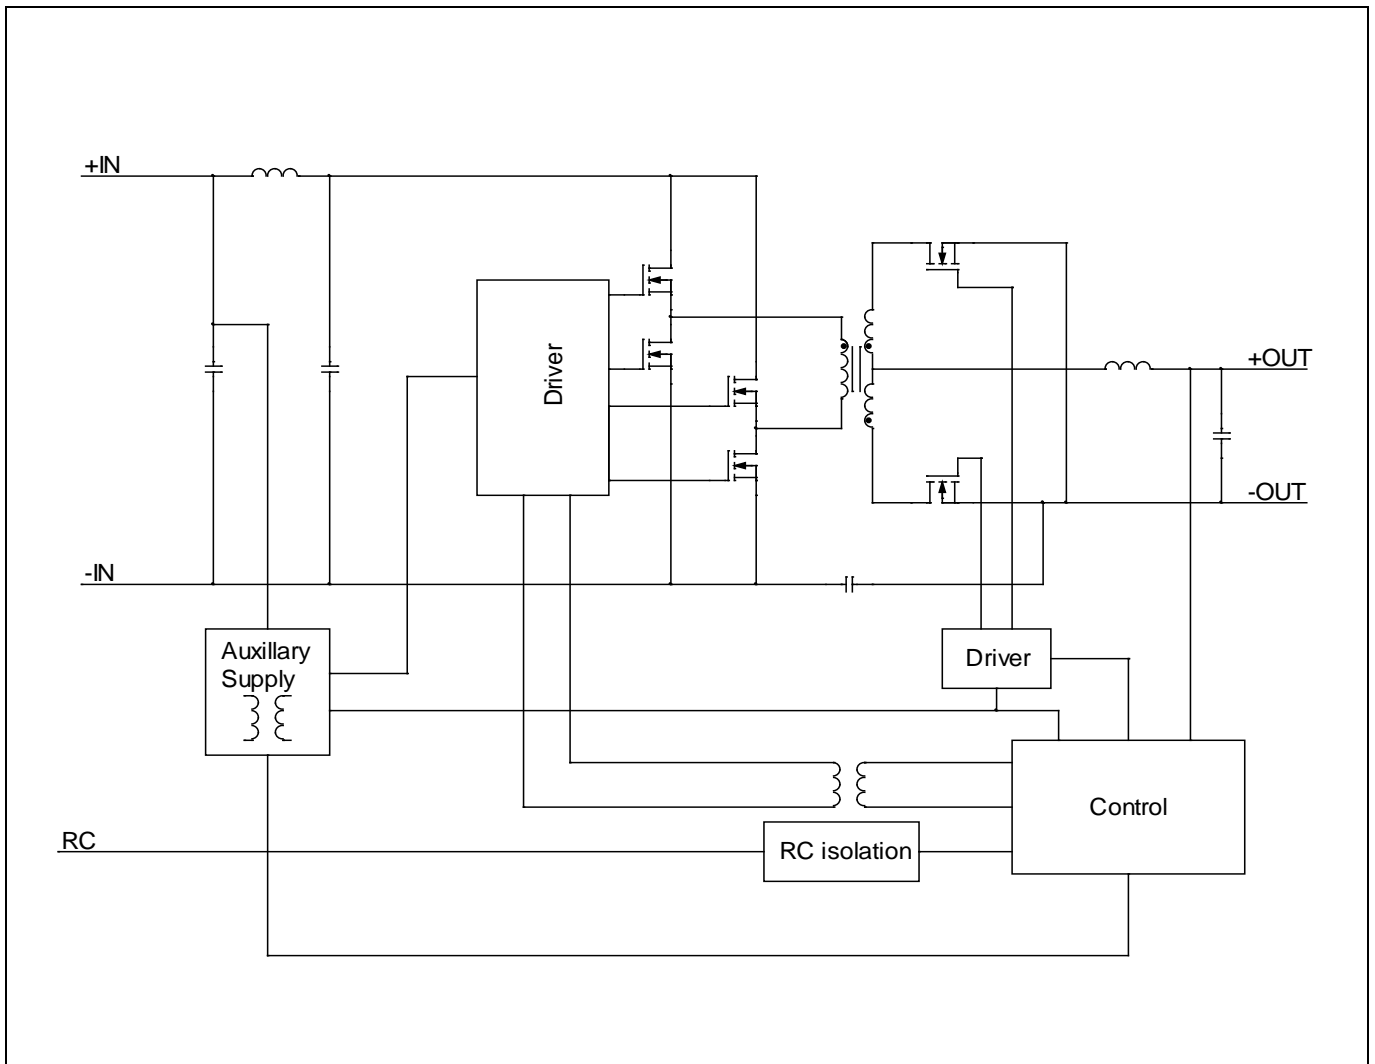 +IN
Driver
+OUT
-OUT
-IN
Auxillary
Supply
Driver
Control
RC
RC isolation